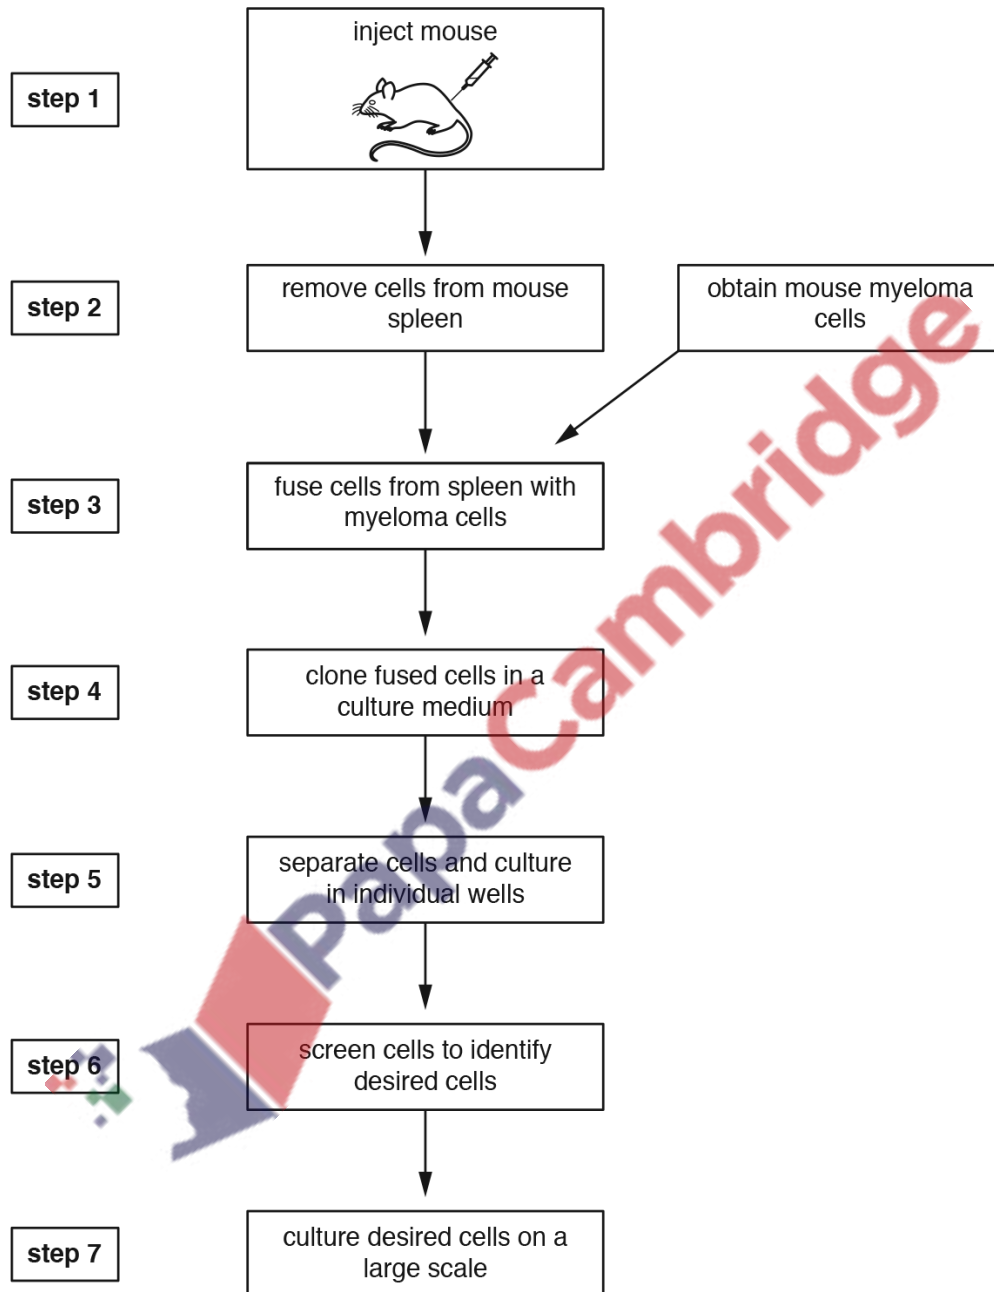 inject mouse
step 1
step 2
remove cells from mouse
spleen
obtain mouse myeloma
cells
step 3
fuse cells from spleen with
myeloma cells
step 4
clone fused cells in a
culture medium
step 5
separate cells and culture
in individual wells
step 6
screen cells to identify
desired cells
step 7
culture desired cells on a
large scale
PapaCambridge